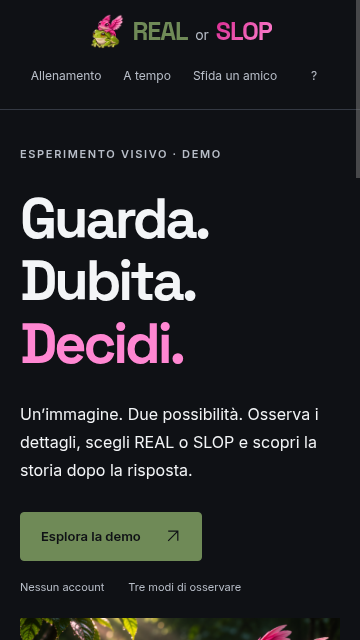 REAL or SLOP
Allenamento A tempo Sfida un amico ?
ESPERIMENTO VISIVO · DEMO
Guarda.
Dubita.
Decidi.
Un’immagine. Due possibilità. Osserva i
dettagli, scegli REAL o SLOP e scopri la
storia dopo la risposta.
Esplora la demo
Nessun account Tre modi di osservare